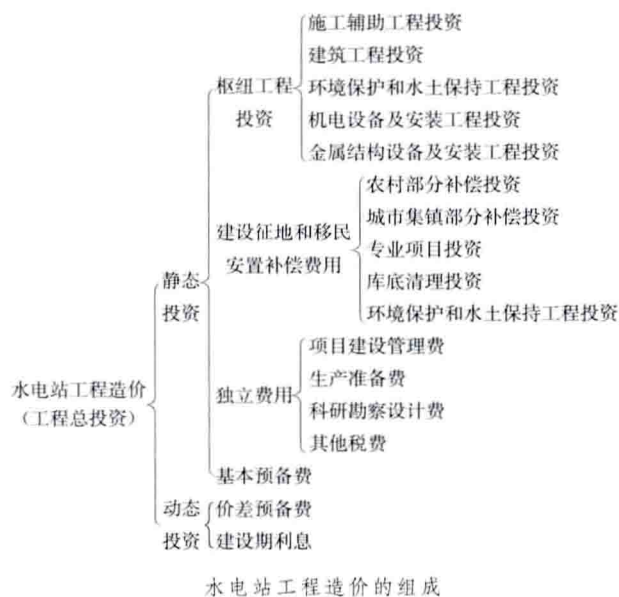 水电站工程造价
（工程总投资）
静态
投资
枢纽工程
投资
施工辅助工程投资
建筑工程投资
环境保护和水土保持工程投资
机电设备及安装工程投资
金属结构设备及安装工程投资
建设征地和移民
安置补偿费用
农村部分补偿投资
城市集镇部分补偿投资
专业项目投资
库底清理投资
环境保护和水土保持工程投资
独立费用
项目建设管理费
生产准备费
科研勘察设计费
其他税费
基本预备费
动态
投资
价差预备费
建设期利息
水电站工程造价的组成